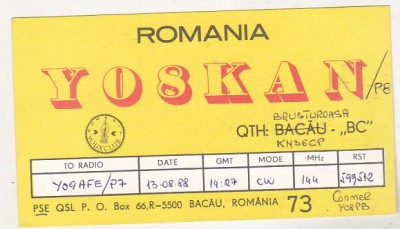 ROMANIA
YO8KAN/P8
BRUSTUROASA
QTH: BACĂU - „BC”
KN36CP
TO RADIO DATE GMT MODE MHz RST
YO9AFE/P7 13-08-88 14:27 CW 144 599512
PSE QSL P. O. Box 66, R-5500 BACĂU, ROMÂNIA 73
YO8PB